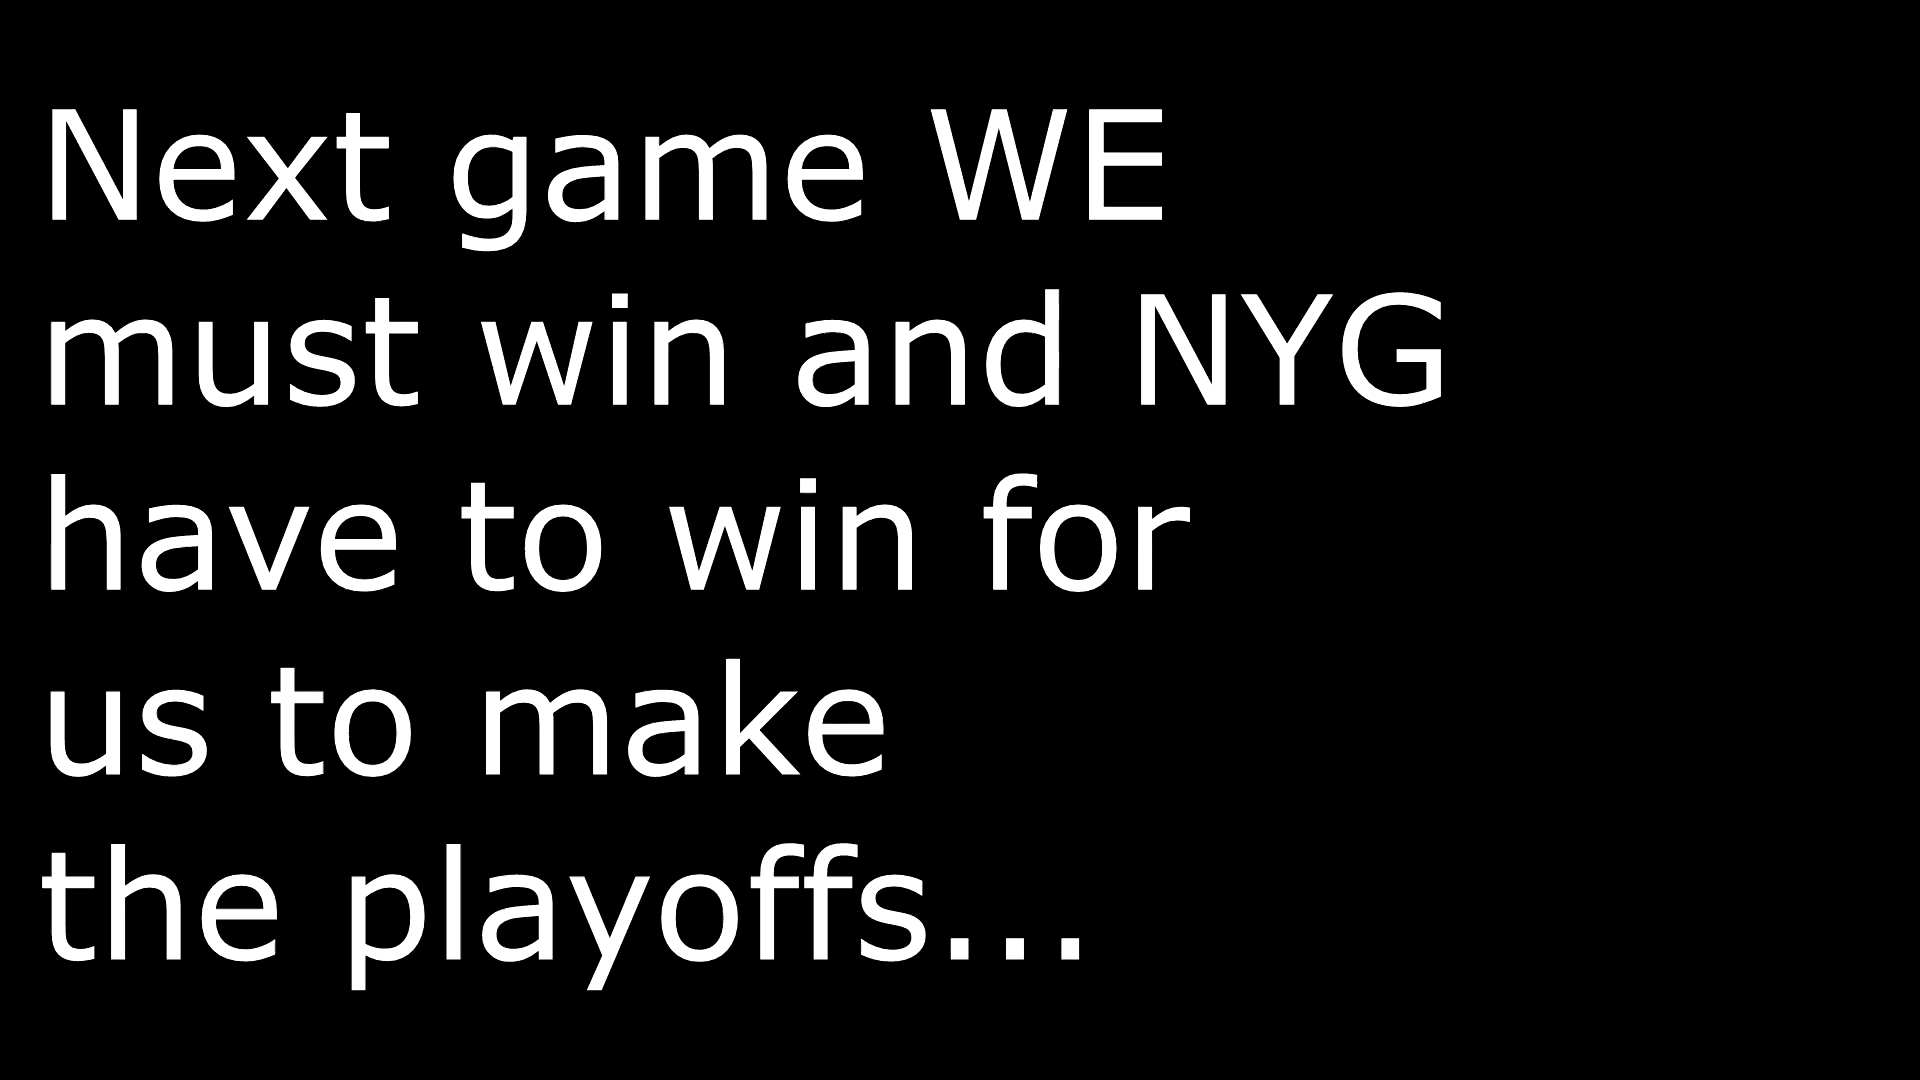 Next game WE
must win and NYG
have to win for
us to make
the playoffs...